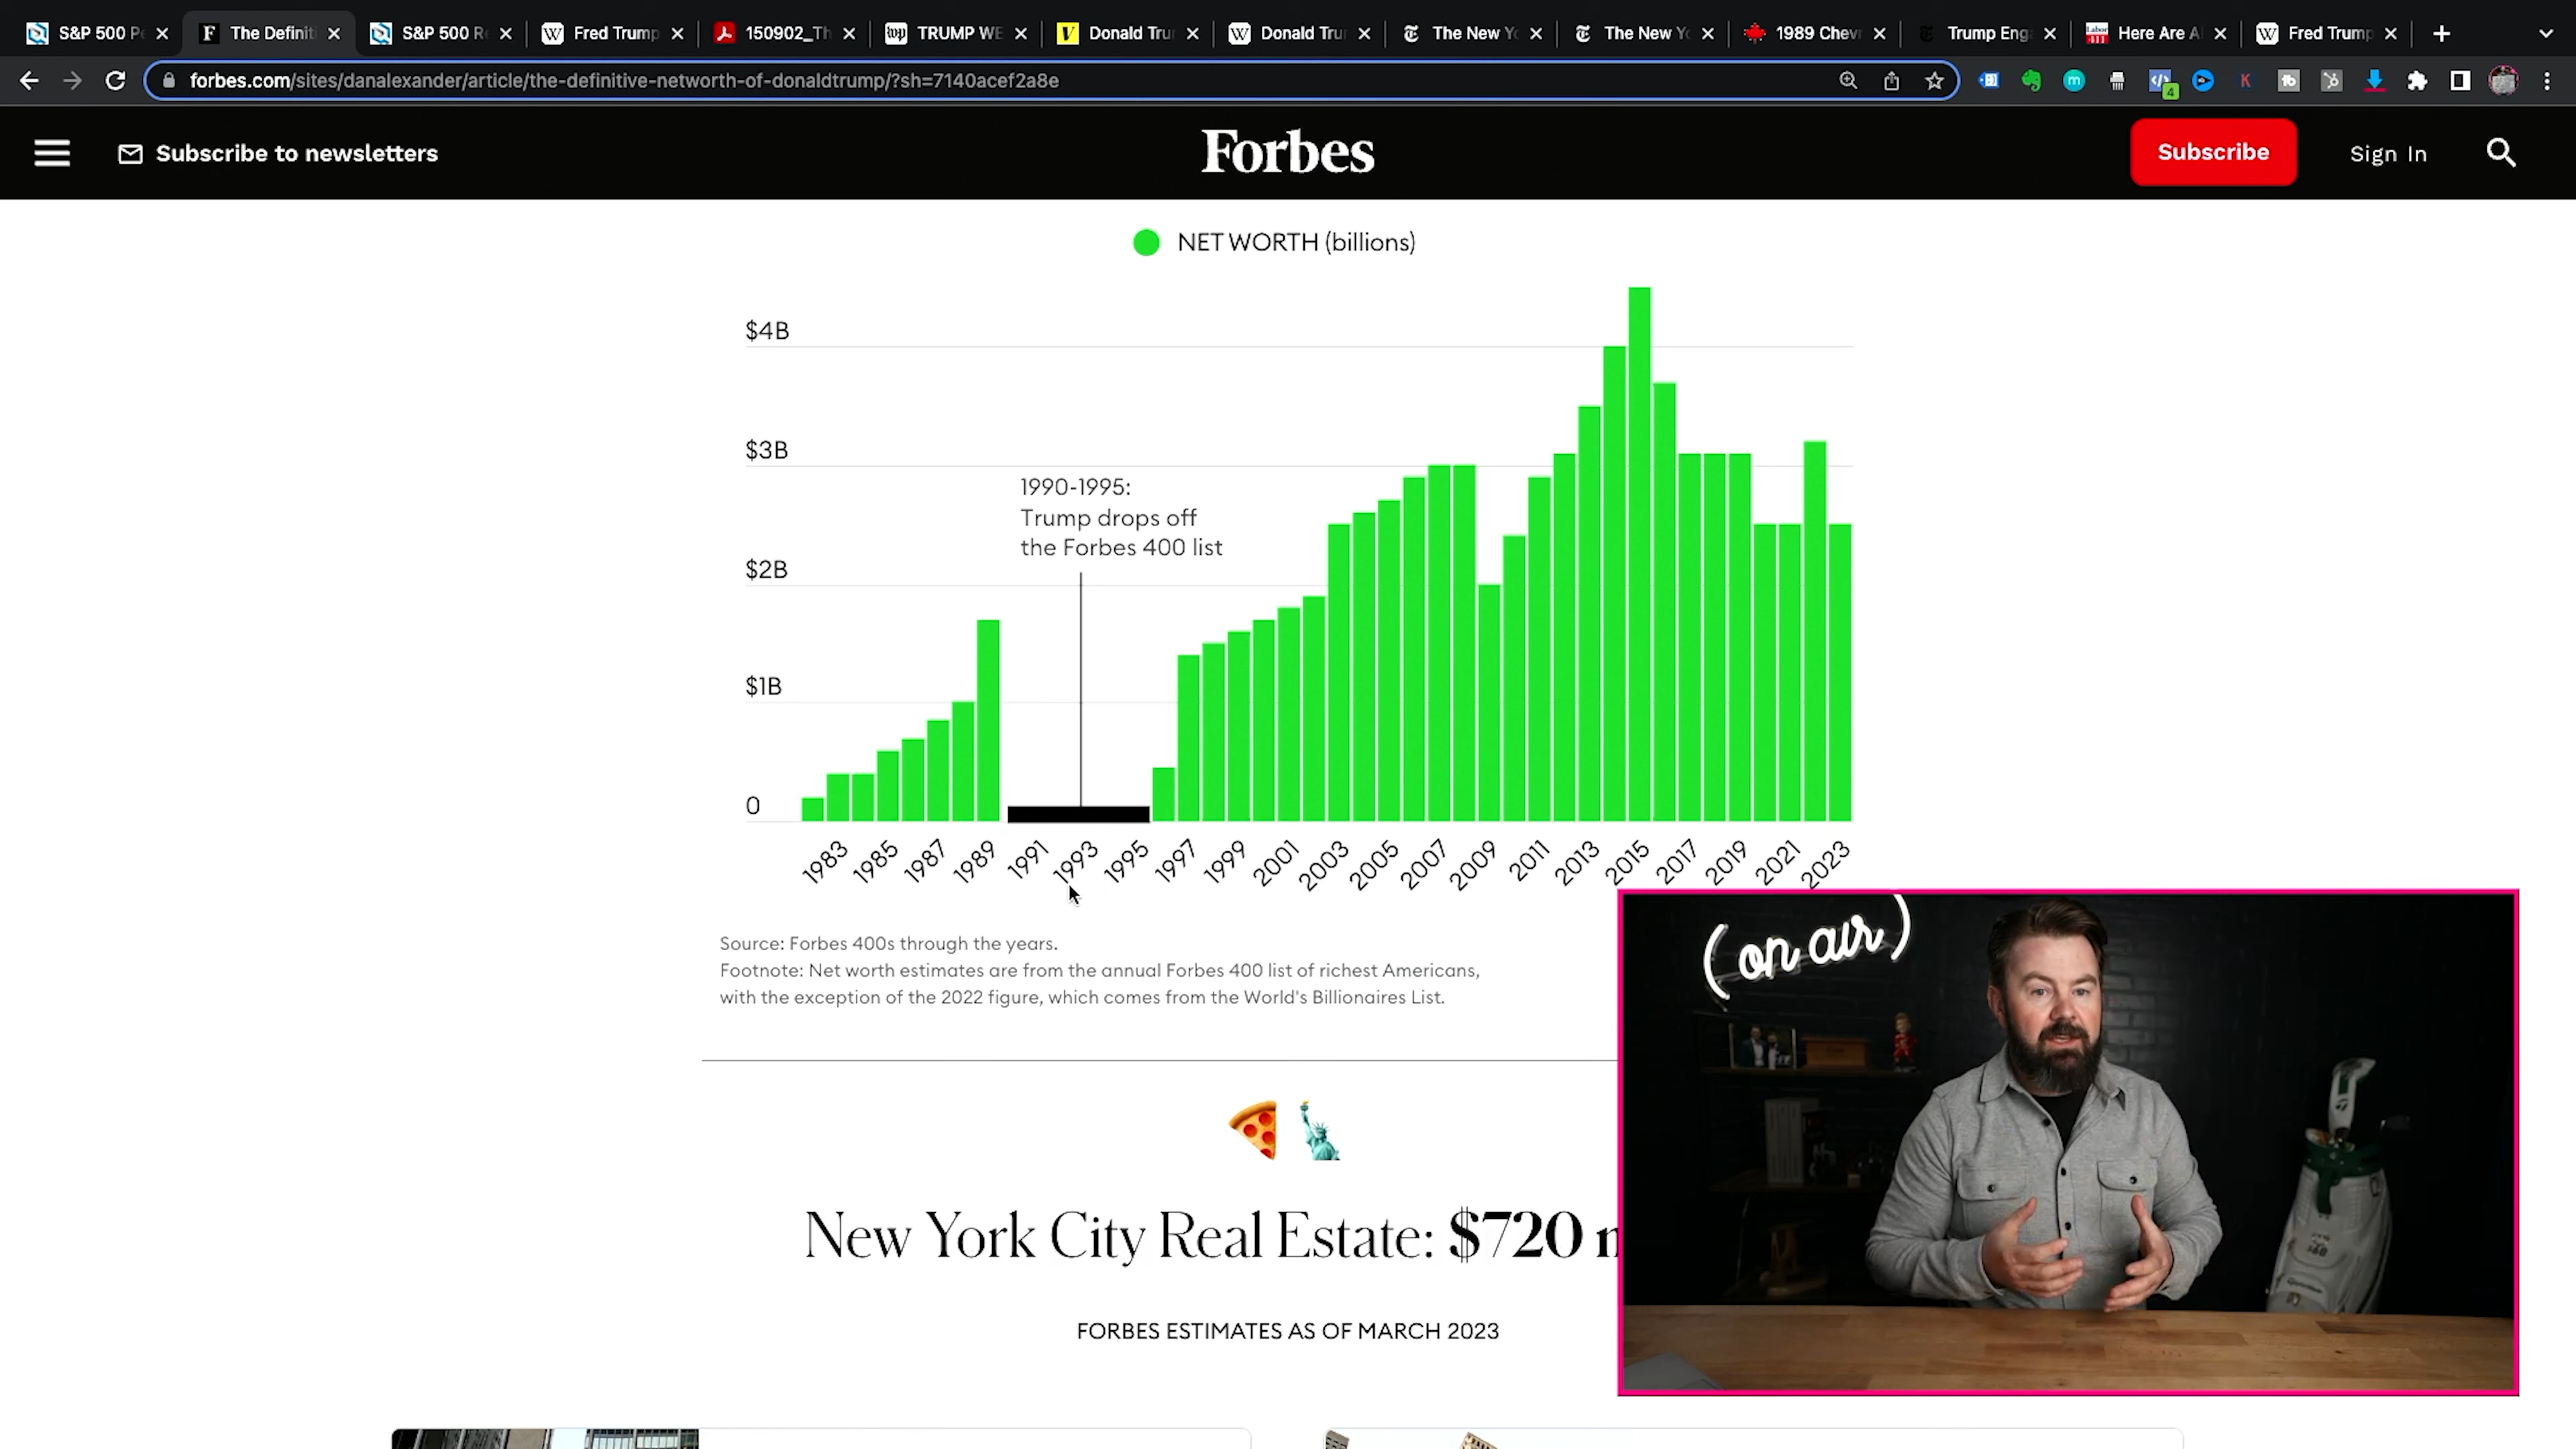 S&P 500 Pe
The Definiti
S&P 500 Re
Fred Trump
150902_Th
TRUMP WE
Donald Tru
Donald Tru
The New Yo
The New Yo
1989 Chev
Trump Eng
Here Are A
Fred Trump
forbes.com/sites/danalexander/article/the-definitive-networth-of-donaldtrump/?sh=7140acef2a8e
Subscribe to newsletters
Forbes
Subscribe
Sign In
NET WORTH (billions)
$4B
$3B
1990-1995:
Trump drops off
the Forbes 400 list
$2B
$1B
0
1983 1985 1987 1989 1991 1993 1995 1997 1999 2001 2003 2005 2007 2009 2011 2013 2015 2017 2019 2021 2023
Source: Forbes 400s through the years.
Footnote: Net worth estimates are from the annual Forbes 400 list of richest Americans,
with the exception of the 2022 figure, which comes from the World's Billionaires List.
(on air)
New York City Real Estate: $720
FORBES ESTIMATES AS OF MARCH 2023